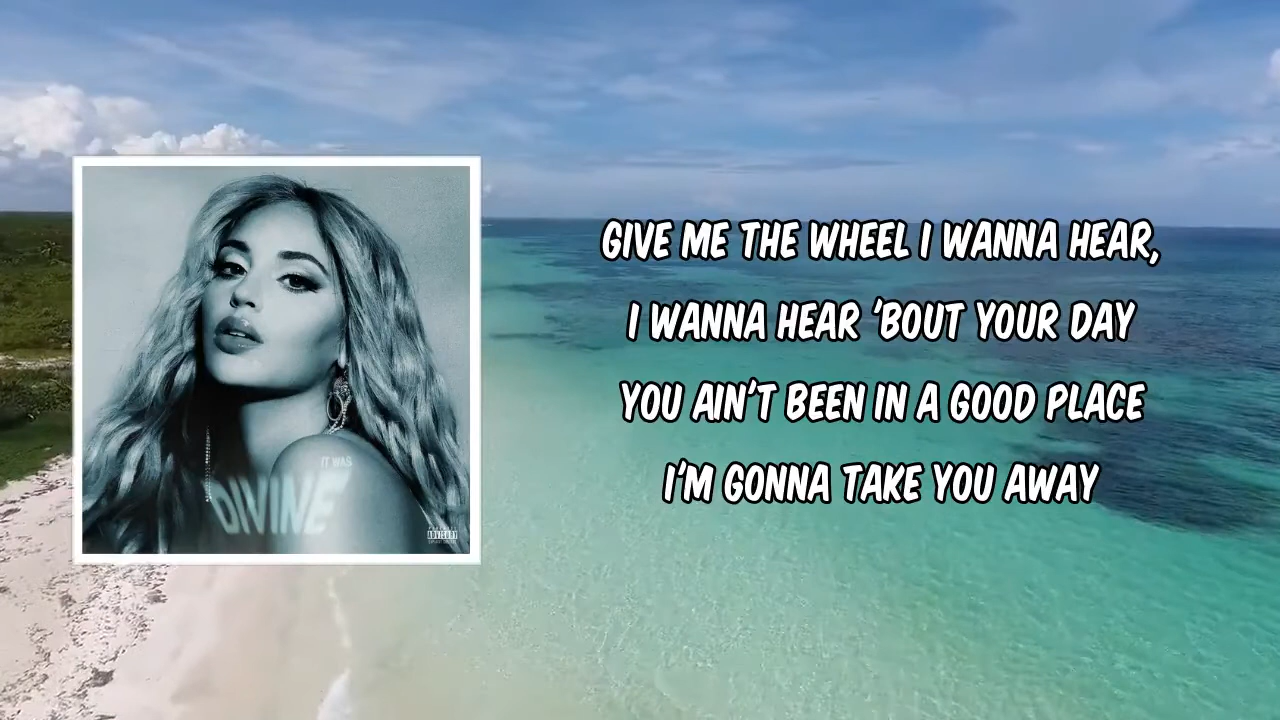 IT WAS
DIVINE
ADVISORY
GIVE ME THE WHEEL I WANNA HEAR,
I WANNA HEAR 'BOUT YOUR DAY
YOU AIN'T BEEN IN A GOOD PLACE
I'M GONNA TAKE YOU AWAY